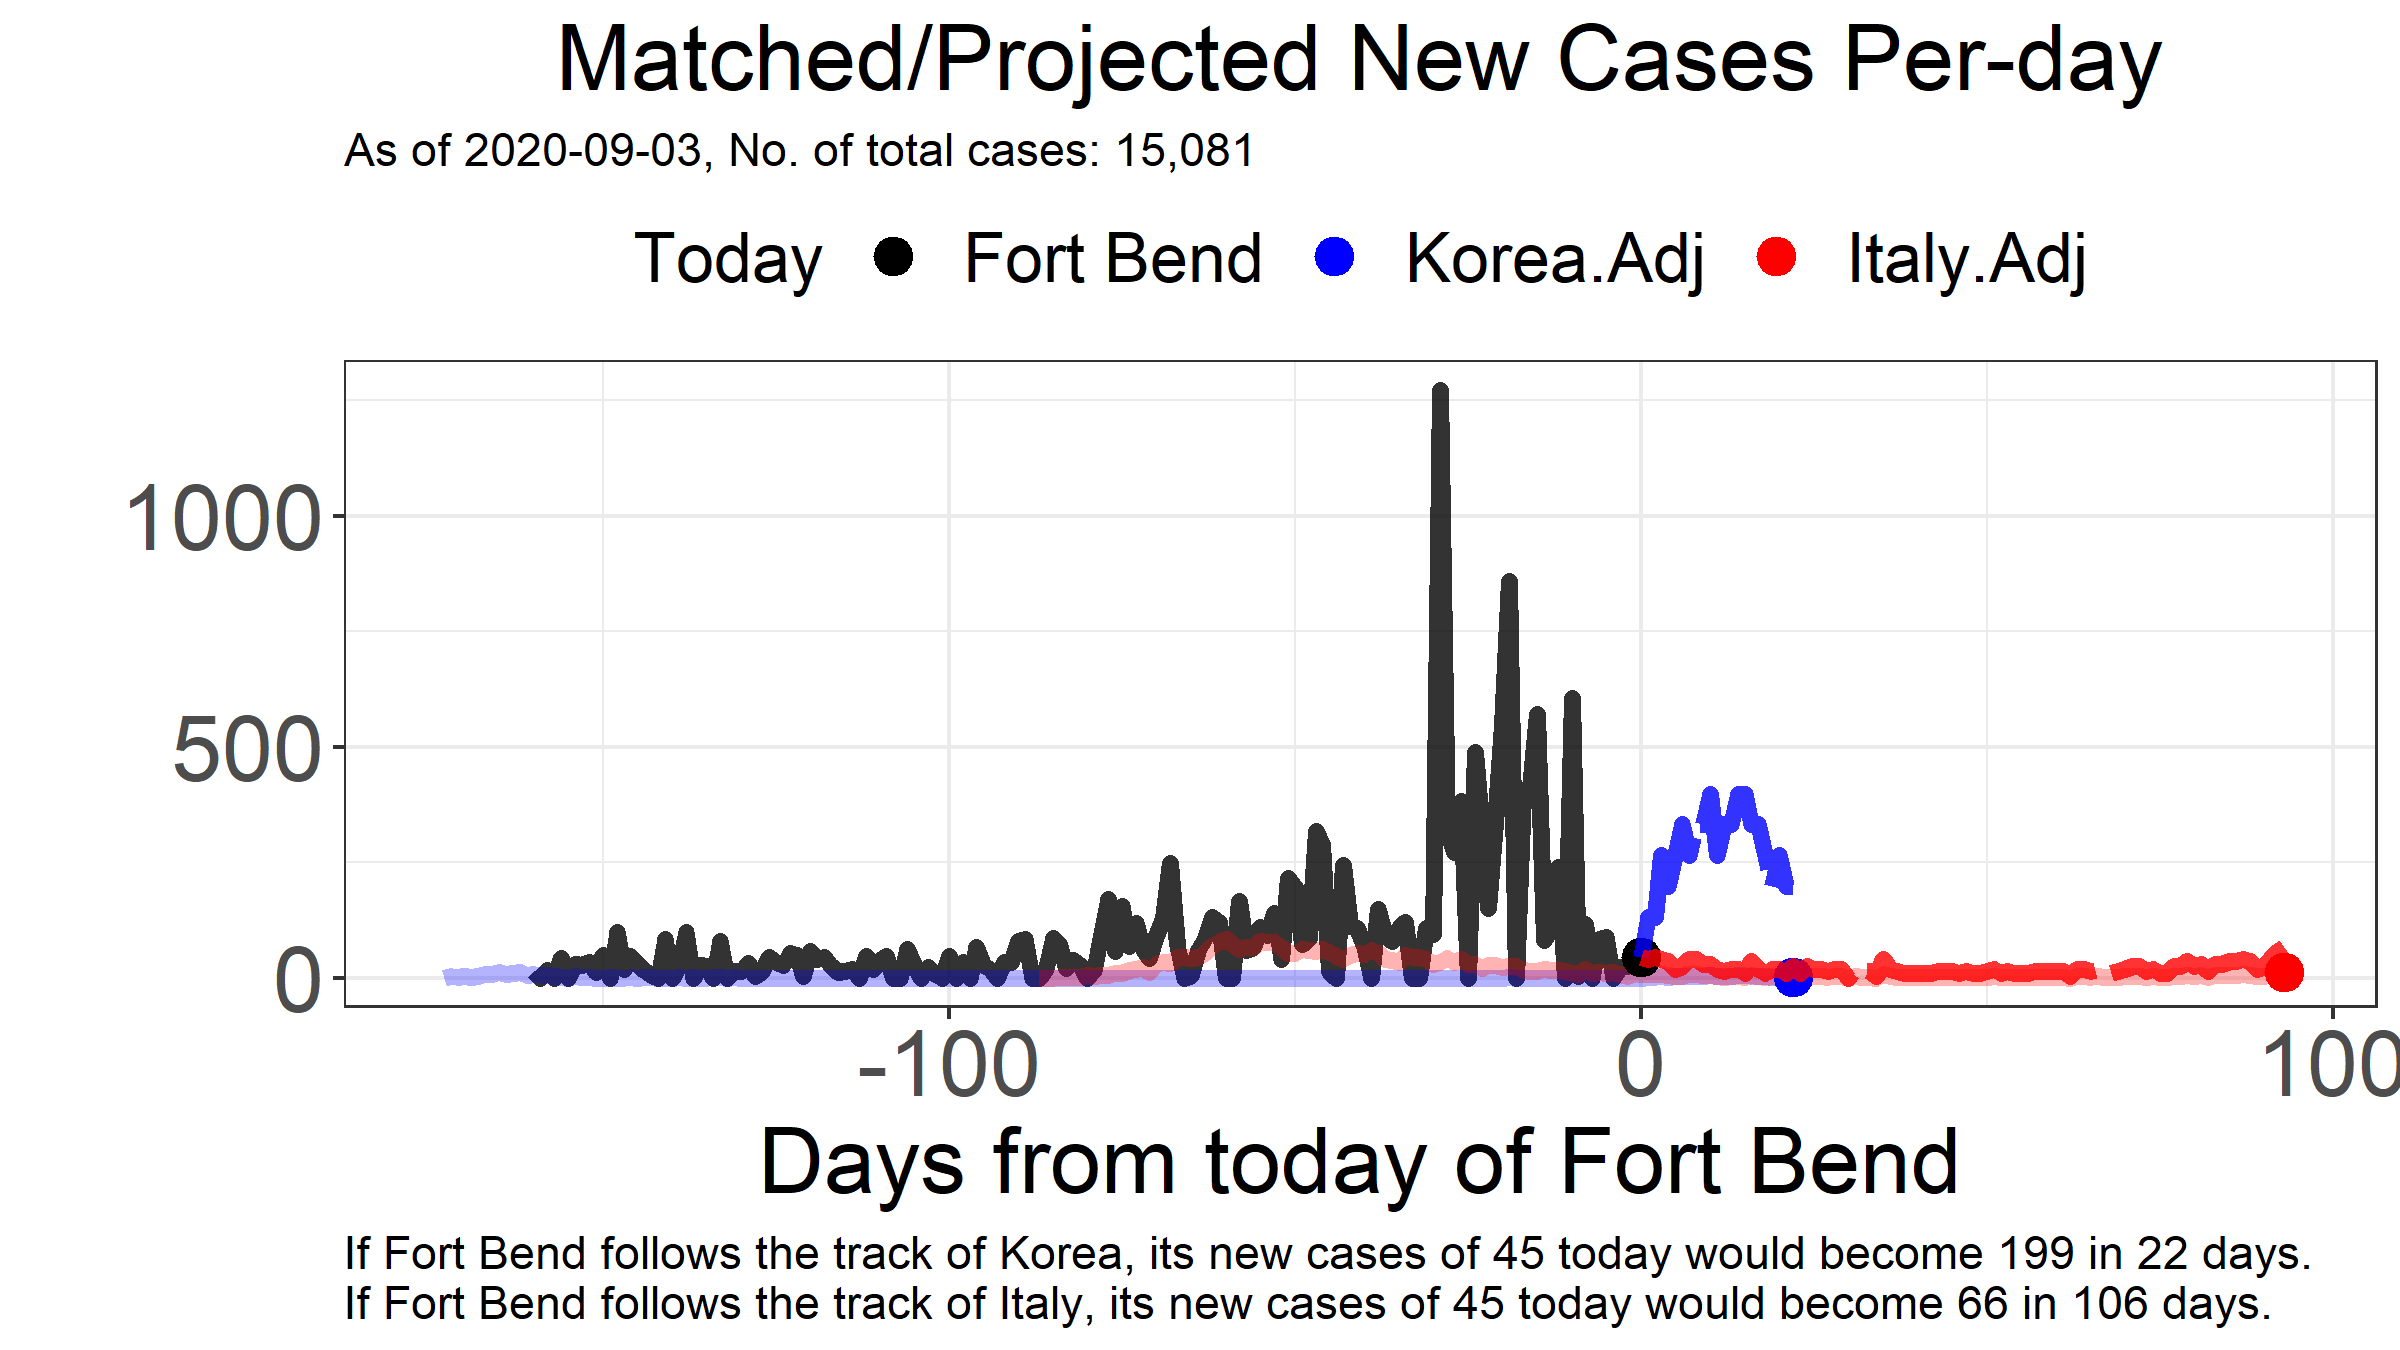 Matched/Projected New Cases Per-day
As of 2020-09-03, No. of total cases: 15,081
Today Fort Bend Korea.Adj Italy.Adj
1000
500
0
-100 0 100
Days from today of Fort Bend
If Fort Bend follows the track of Korea, its new cases of 45 today would become 199 in 22 days.
If Fort Bend follows the track of Italy, its new cases of 45 today would become 66 in 106 days.